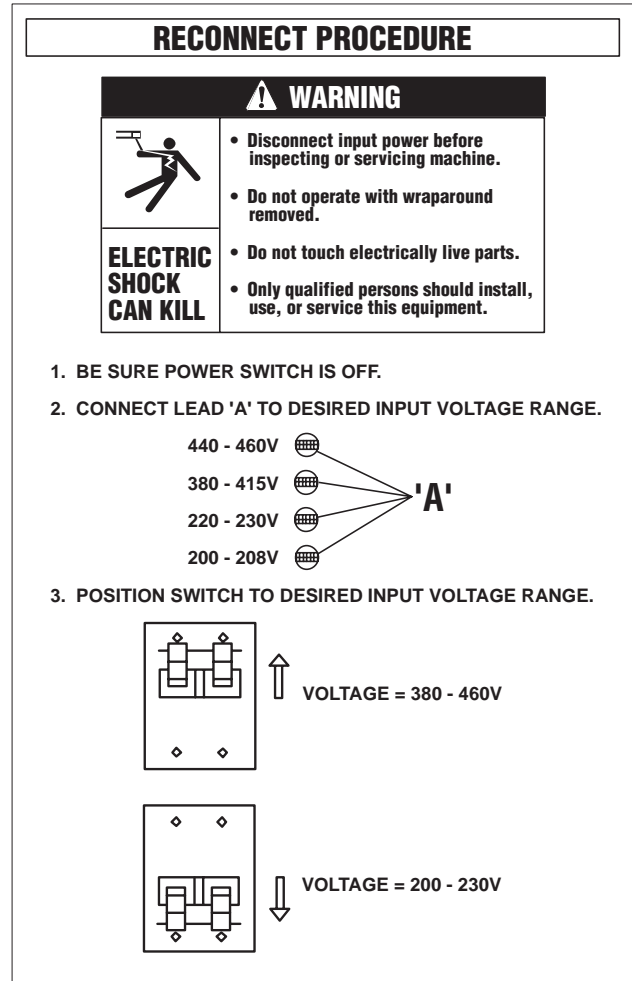 RECONNECT PROCEDURE
WARNING
• Disconnect input power before
inspecting or servicing machine.
• Do not operate with wraparound
removed.
• Do not touch electrically live parts.
• Only qualified persons should install,
use, or service this equipment.
ELECTRIC
SHOCK
CAN KILL
1. BE SURE POWER SWITCH IS OFF.
2. CONNECT LEAD 'A' TO DESIRED INPUT VOLTAGE RANGE.
440 - 460V
380 - 415V
220 - 230V
200 - 208V
'A'
3. POSITION SWITCH TO DESIRED INPUT VOLTAGE RANGE.
VOLTAGE = 380 - 460V
VOLTAGE = 200 - 230V